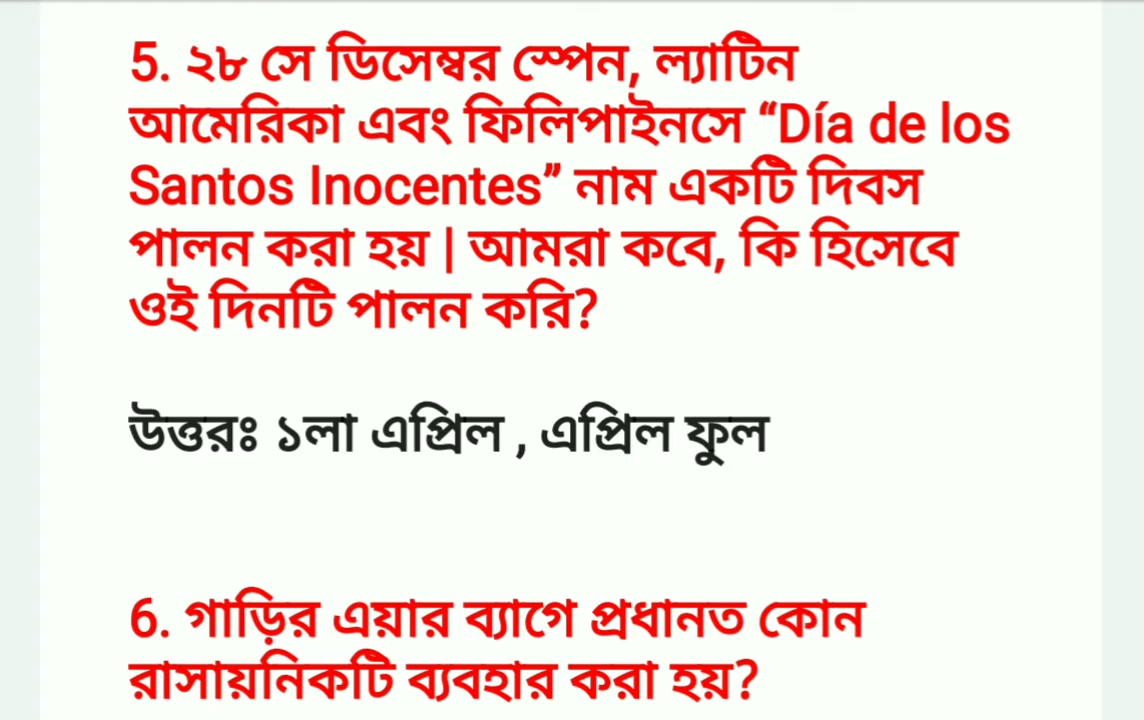 5. ২৮ সে ডিসেম্বর স্পেন, ল্যাটিন
আমেরিকা এবং ফিলিপাইনসে “Día de los
Santos Inocentes” নাম একটি দিবস
পালন করা হয় | আমরা কবে, কি হিসেবে
ওই দিনটি পালন করি?
উত্তরঃ ১লা এপ্রিল , এপ্রিল ফুল
6. গাড়ির এয়ার ব্যাগে প্রধানত কোন
রাসায়নিকটি ব্যবহার করা হয়?